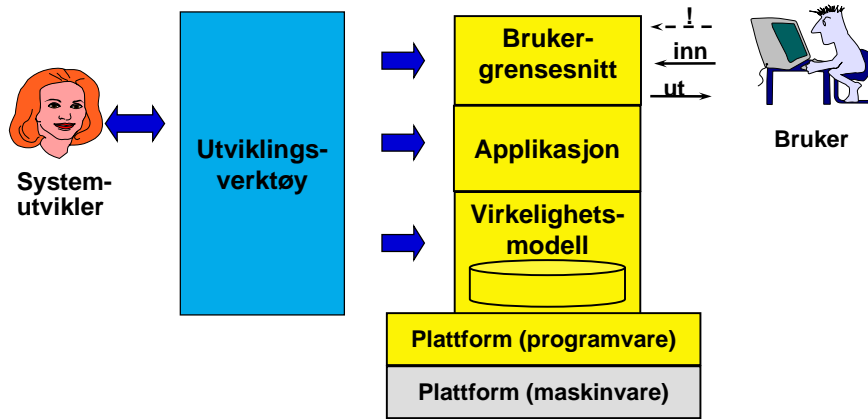 System-
utvikler
Utviklings-
verktøy
Bruker-
grensesnitt
Applikasjon
Virkelighets-
modell
Plattform (programvare)
Plattform (maskinvare)
!
inn
ut
Bruker